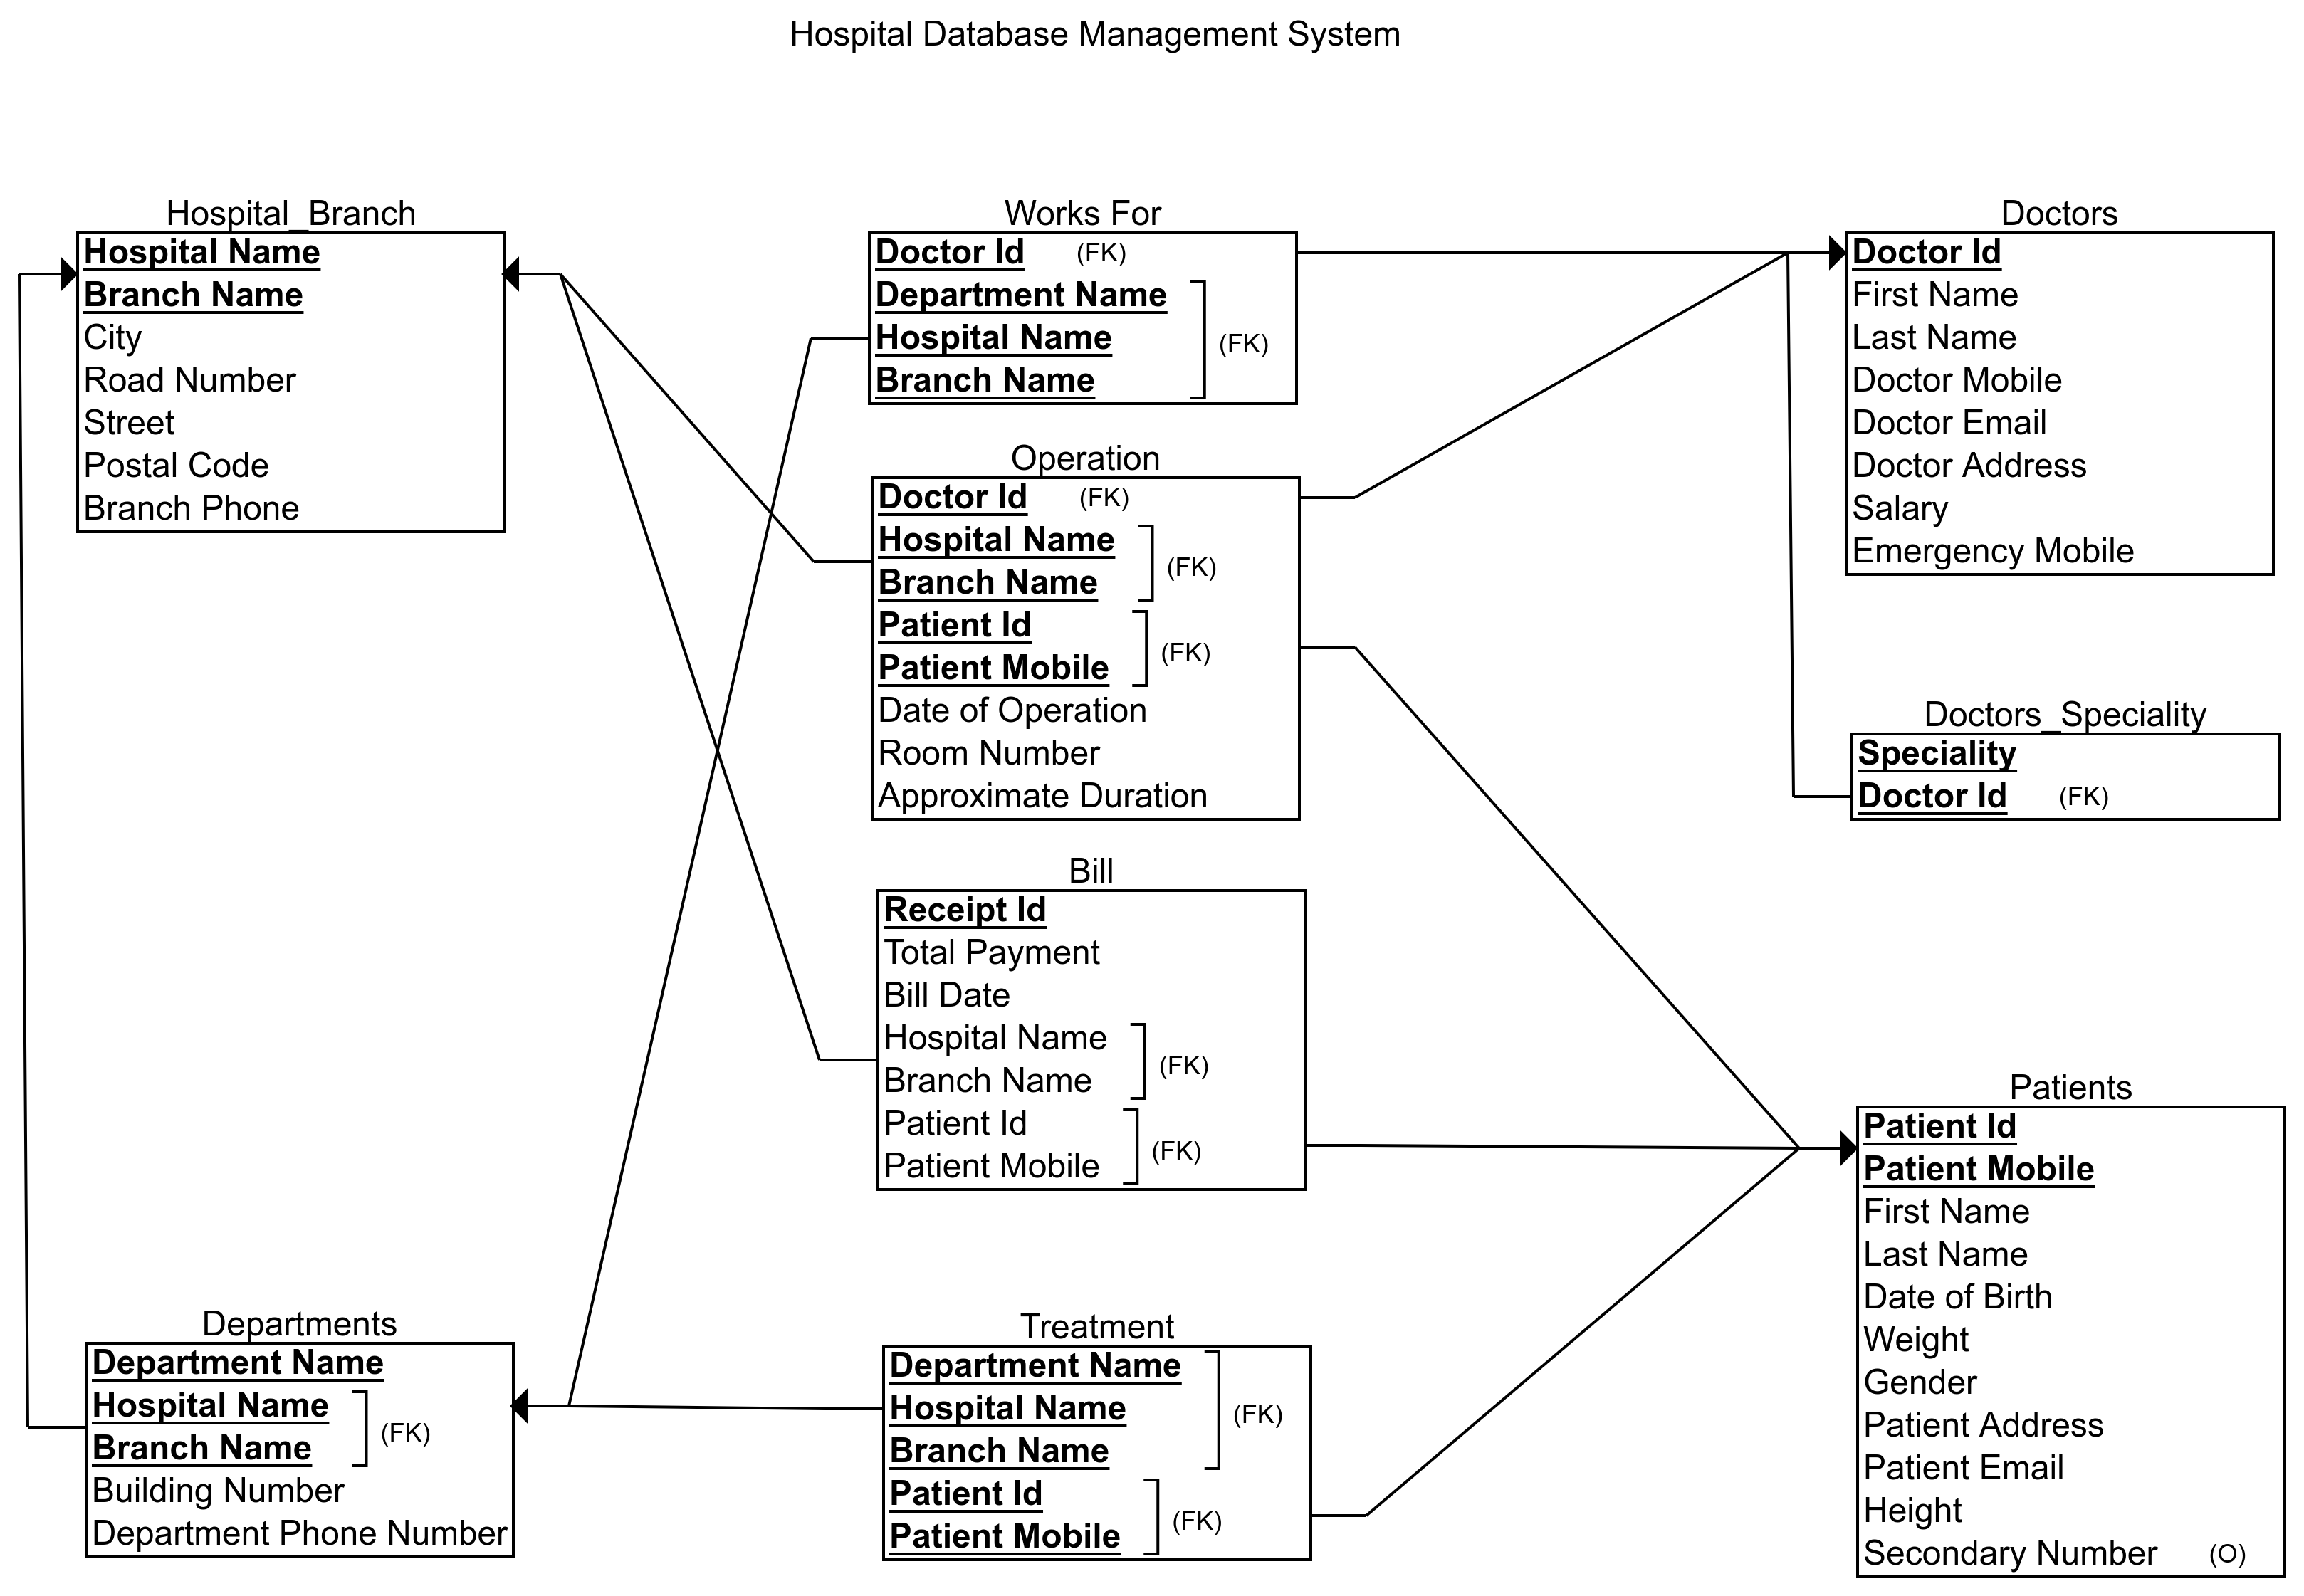 Hospital Database Management System
Hospital_Branch
Hospital Name
Branch Name
City
Road Number
Street
Postal Code
Branch Phone
Works For
Doctor Id (FK)
Department Name
Hospital Name
Branch Name
(FK)
Doctors
Doctor Id
First Name
Last Name
Doctor Mobile
Doctor Email
Doctor Address
Salary
Emergency Mobile
Operation
Doctor Id (FK)
Hospital Name
Branch Name
(FK)
Patient Id
Patient Mobile
(FK)
Date of Operation
Room Number
Approximate Duration
Doctors_Speciality
Speciality
Doctor Id (FK)
Bill
Receipt Id
Total Payment
Bill Date
Hospital Name
Branch Name
(FK)
Patient Id
Patient Mobile
(FK)
Patients
Patient Id
Patient Mobile
First Name
Last Name
Date of Birth
Weight
Gender
Patient Address
Patient Email
Height
Secondary Number (O)
Departments
Department Name
Hospital Name
Branch Name
(FK)
Building Number
Department Phone Number
Treatment
Department Name
Hospital Name
Branch Name
(FK)
Patient Id
Patient Mobile
(FK)